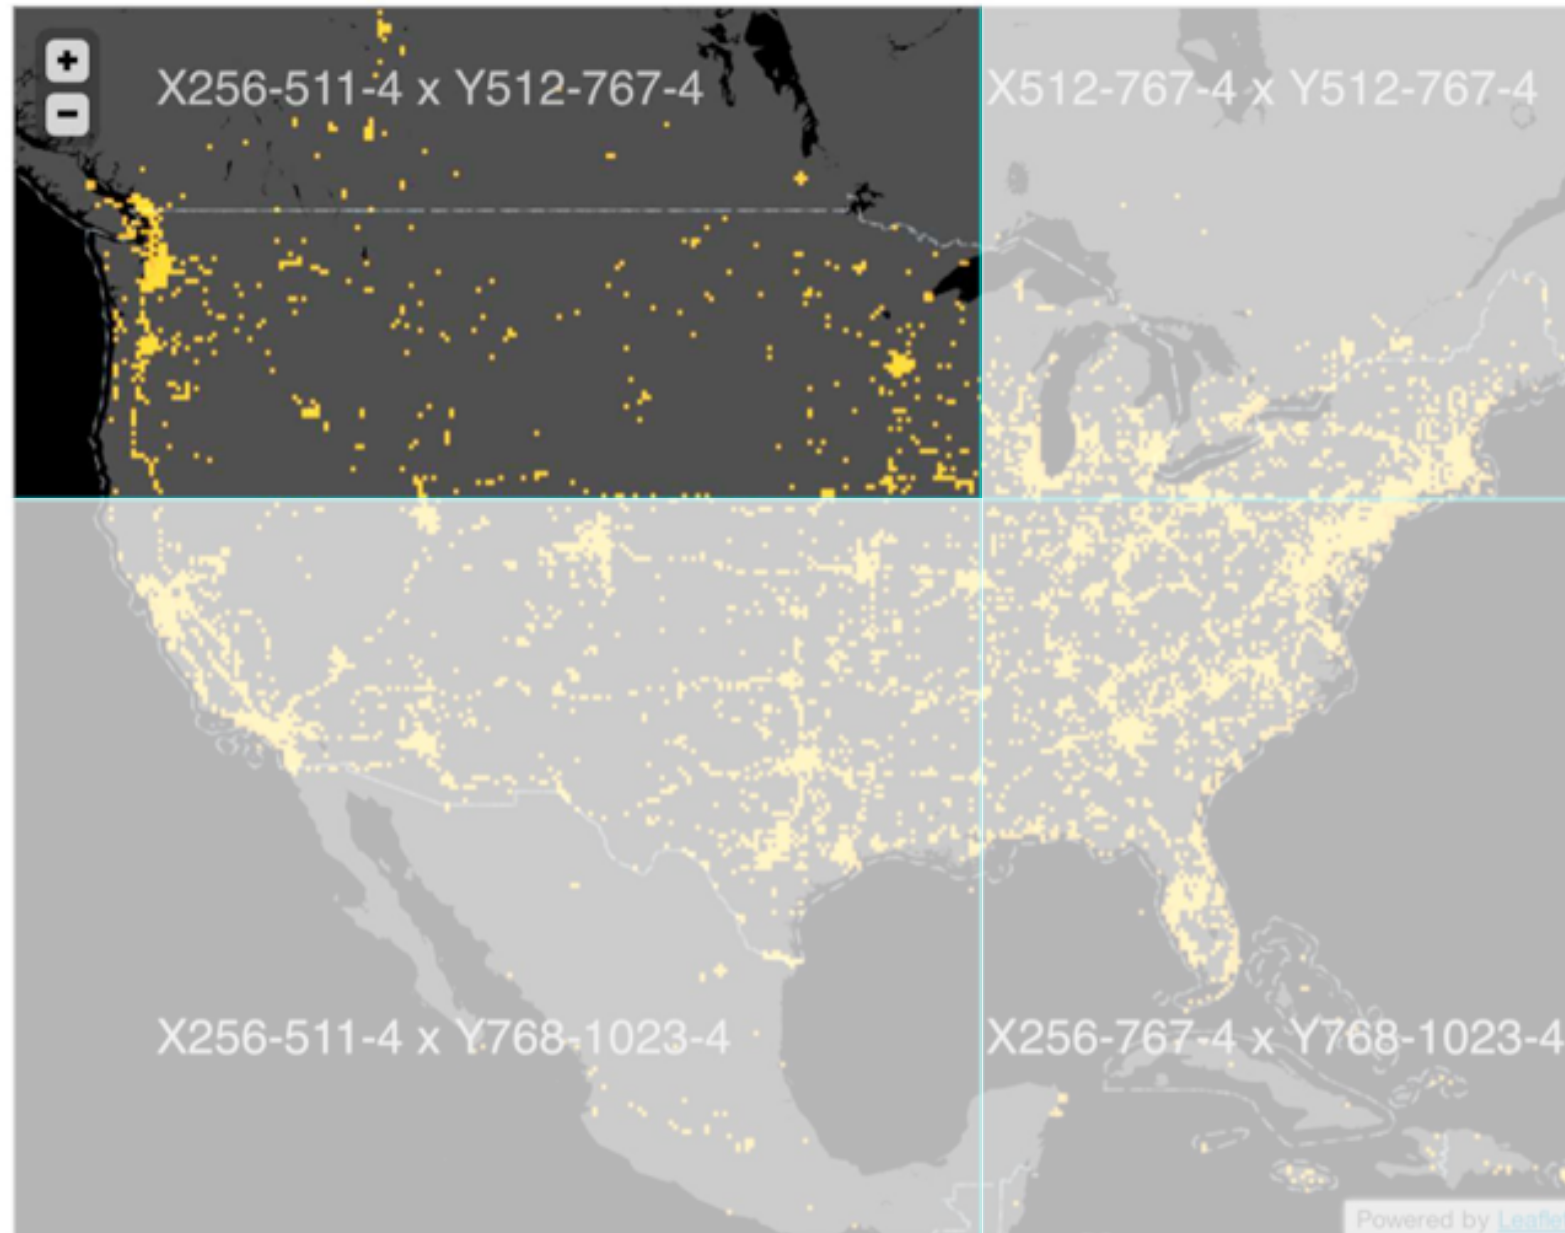 +
X256-511-4 x Y512-767-4
X512-767-4 x Y512-767-4
−
X256-511-4 x Y768-1023-4
X256-767-4 x Y768-1023-4
Powered by Leaflet